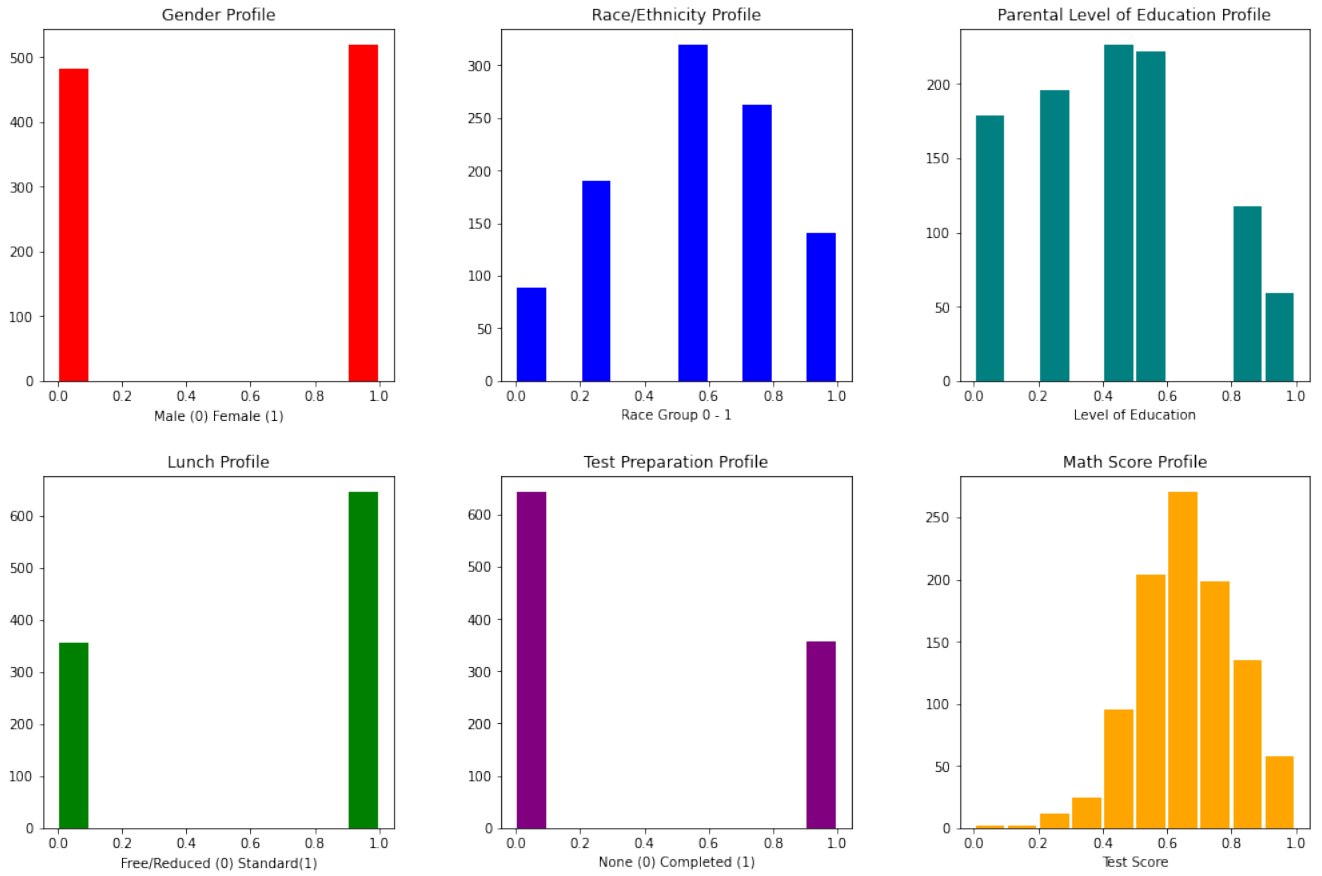 Gender Profile
500
400
300
200
100
0
0.0 0.2 0.4 0.6 0.8 1.0
Male (0) Female (1)
Race/Ethnicity Profile
300
250
200
150
100
50
0
0.0 0.2 0.4 0.6 0.8 1.0
Race Group 0 - 1
Parental Level of Education Profile
200
150
100
50
0
0.0 0.2 0.4 0.6 0.8 1.0
Level of Education
Lunch Profile
600
500
400
300
200
100
0
0.0 0.2 0.4 0.6 0.8 1.0
Free/Reduced (0) Standard(1)
Test Preparation Profile
600
500
400
300
200
100
0
0.0 0.2 0.4 0.6 0.8 1.0
None (0) Completed (1)
Math Score Profile
250
200
150
100
50
0
0.0 0.2 0.4 0.6 0.8 1.0
Test Score